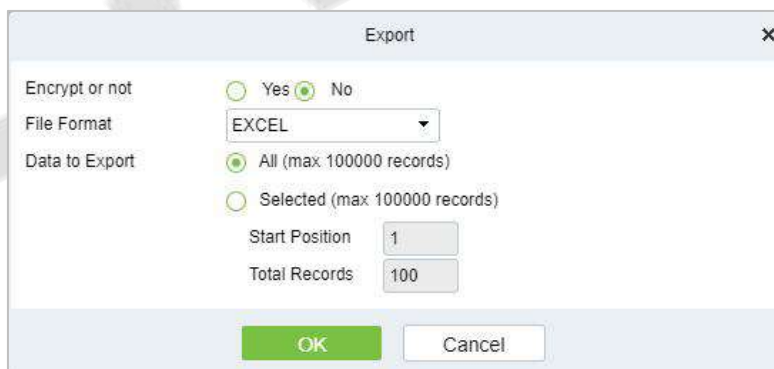 Export
Encrypt or not Yes No
File Format EXCEL
Data to Export All (max 100000 records)
Selected (max 100000 records)
Start Position 1
Total Records 100
OK Cancel